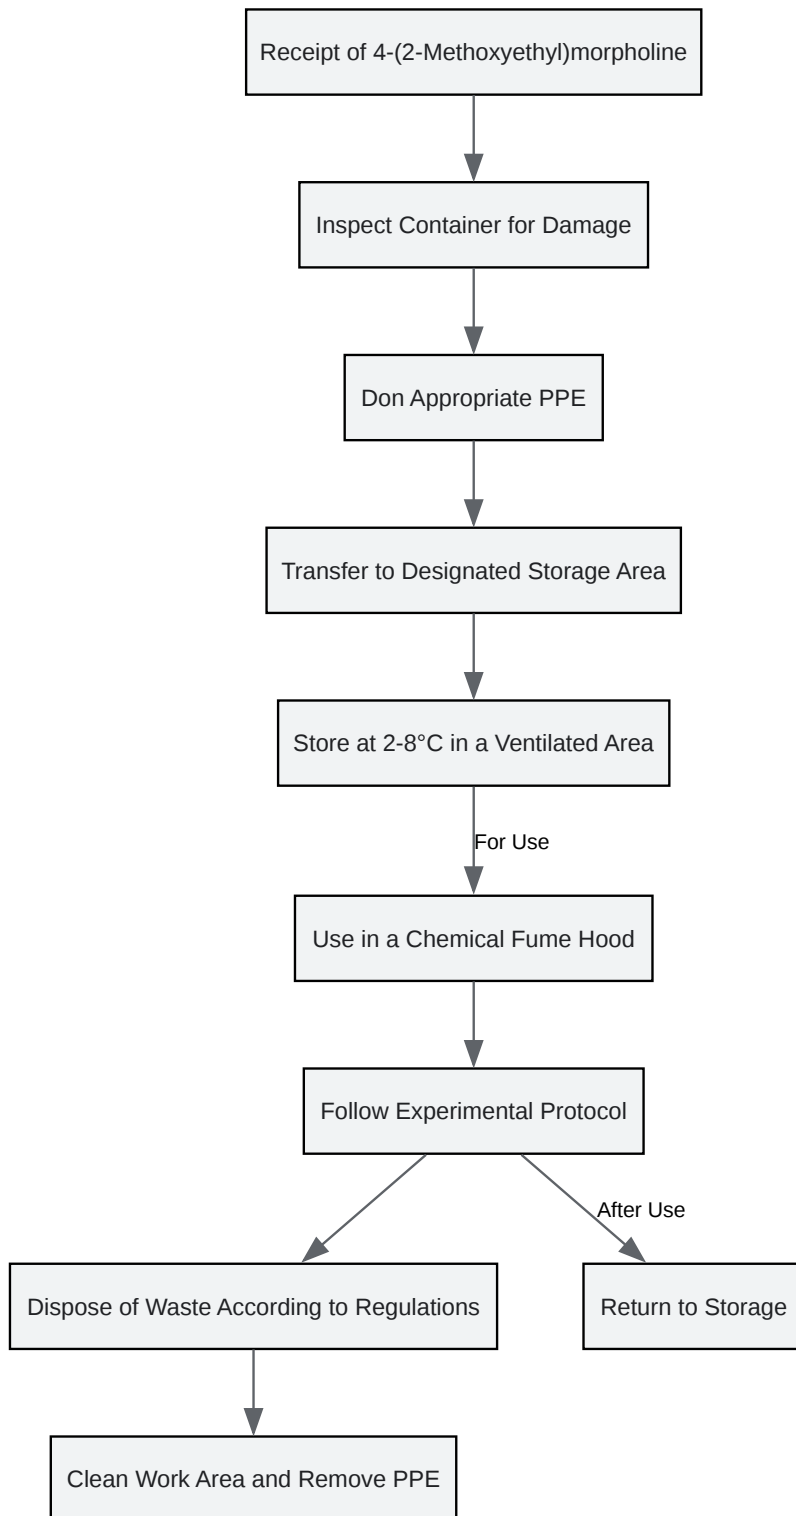 Receipt of 4-(2-Methoxyethyl)morpholine
Inspect Container for Damage
Don Appropriate PPE
Transfer to Designated Storage Area
Store at 2-8°C in a Ventilated Area
For Use
Use in a Chemical Fume Hood
Follow Experimental Protocol
After Use
Dispose of Waste According to Regulations
Return to Storage
Clean Work Area and Remove PPE